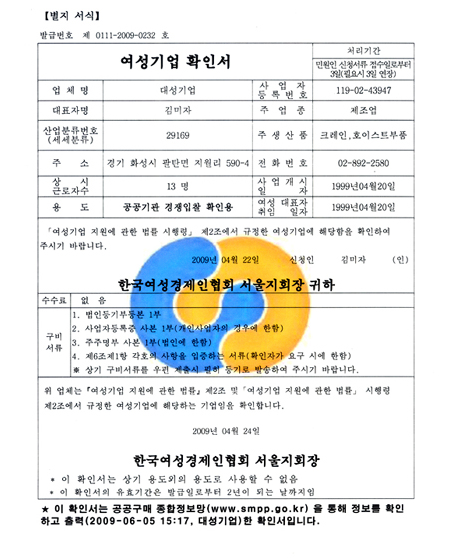 【별지 서식】
발급번호 제 0111-2009-0232 호
여성기업 확인서
처리기간
민원인 신청서류 접수일로부터
3일(필요시 3일 연장)
업 체 명 대성기업 사 업 자 등 록 번 호 119-02-43947
대표자명 김미자 주 업 종 제조업
산업분류번호 (세세분류) 29169 주 생 산 품 크레인,호이스트부품
주 소 경기 화성시 팔탄면 지월리 590-4 전 화 번 호 02-892-2580
상 시 근로자수 13 명 사 업 개 시 일 자 1999년04월20일
용 도 공공기관 경쟁입찰 확인용 여성 대표자 취임 일자 1999년04월20일
「여성기업 지원에 관한 법률 시행령」 제2조에서 규정한 여성기업에 해당함을 확인하여
주시기 바랍니다.
2009년 04월 22일 신청인 김미자 (인)
한국여성경제인협회 서울지회장 귀하
수수료 없 음
구비 서류
1. 법인등기부등본 1부
2. 사업자등록증 사본 1부(개인사업자의 경우에 한함)
3. 주주명부 사본 1부(법인에 한함)
4. 제6조제1항 각호의 사항을 입증하는 서류(확인자가 요구 시에 한함)
※ 상기 구비서류를 우편 제출시 필히 등기로 발송하여 주시기 바랍니다.
위 업체는 『여성기업 지원에 관한 법률』 제2조 및 「여성기업 지원에 관한 법률」 시행령
제2조에서 규정한 여성기업에 해당하는 기업임을 확인합니다.
2009년 04월 24일
한국여성경제인협회 서울지회장
* 이 확인서는 상기 용도외의 용도로 사용할 수 없음
* 이 확인서의 유효기간은 발급일로부터 2년이 되는 날까지임
★ 이 확인서는 공공구매 종합정보망(www.smpp.go.kr) 을 통해 정보를 확인
하고 출력(2009-06-05 15:17, 대성기업)한 확인서입니다.